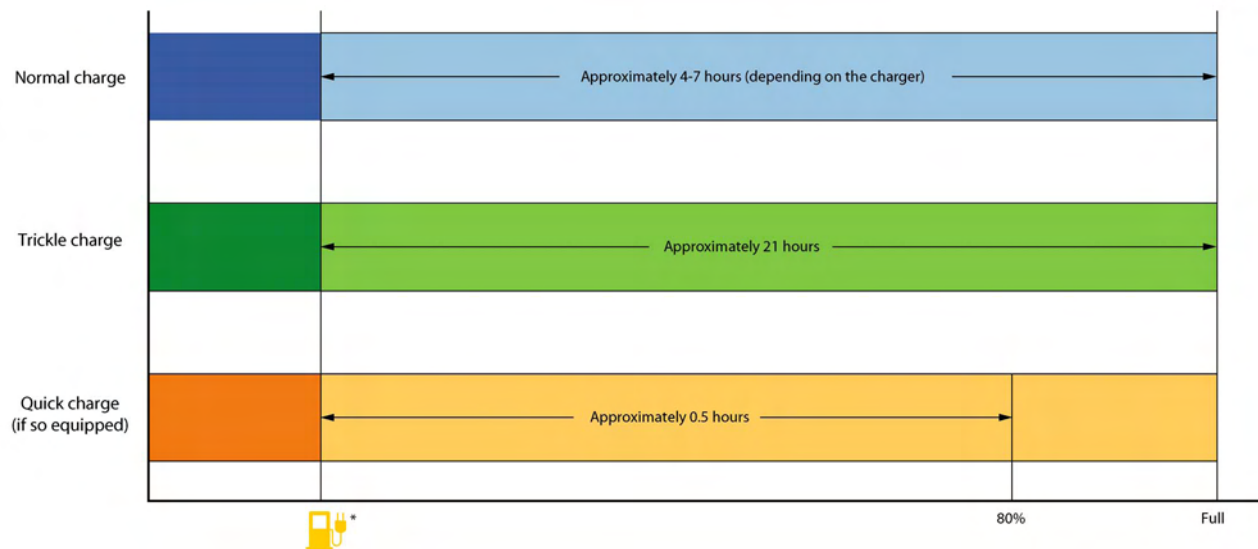 Normal charge
Approximately 4-7 hours (depending on the charger)
Trickle charge
Approximately 21 hours
Quick charge
(if so equipped)
Approximately 0.5 hours
*
80%
Full